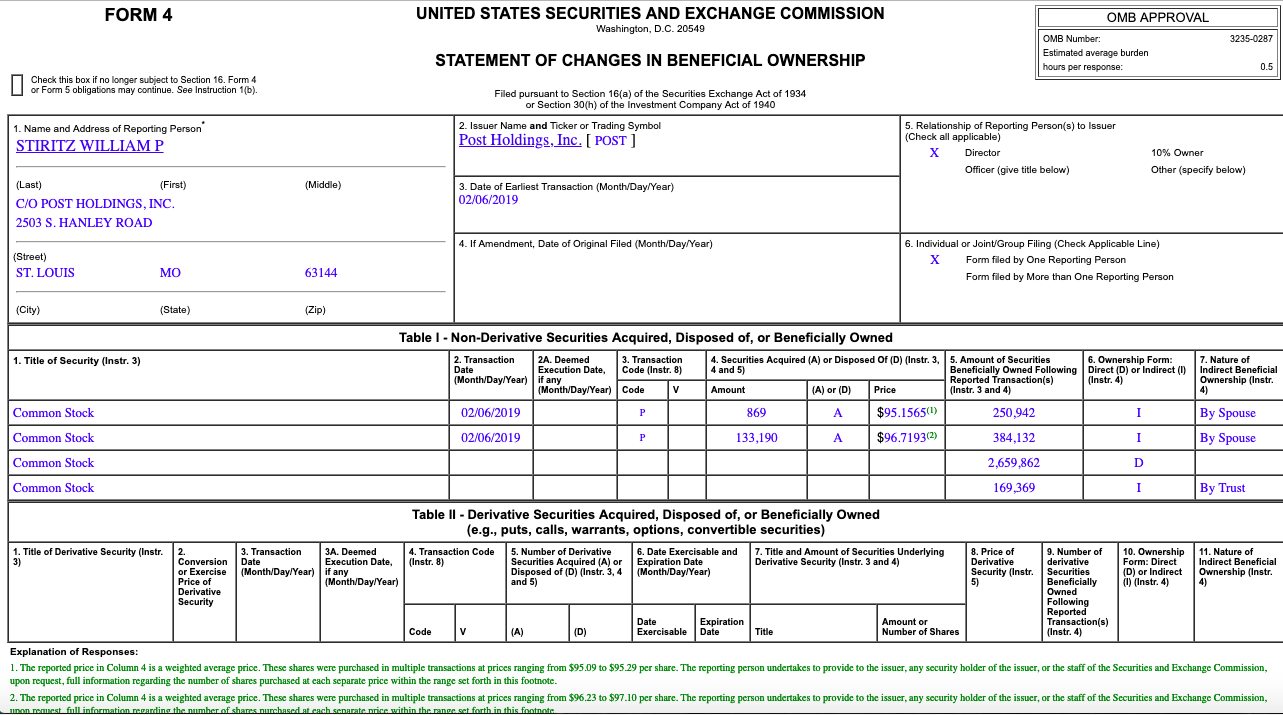 FORM 4
UNITED STATES SECURITIES AND EXCHANGE COMMISSION
Washington, D.C. 20549
STATEMENT OF CHANGES IN BENEFICIAL OWNERSHIP
Filed pursuant to Section 16(a) of the Securities Exchange Act of 1934
or Section 30(h) of the Investment Company Act of 1940
OMB APPROVAL
OMB Number: 3235-0287
Estimated average burden
hours per response: 0.5
Check this box if no longer subject to Section 16. Form 4
or Form 5 obligations may continue. See Instruction 1(b).
1. Name and Address of Reporting Person*
STIRITZ WILLIAM P
(Last) (First) (Middle)
C/O POST HOLDINGS, INC.
2503 S. HANLEY ROAD
(Street)
ST. LOUIS MO 63144
(City) (State) (Zip)
2. Issuer Name and Ticker or Trading Symbol
Post Holdings, Inc. [ POST ]
3. Date of Earliest Transaction (Month/Day/Year)
02/06/2019
4. If Amendment, Date of Original Filed (Month/Day/Year)
5. Relationship of Reporting Person(s) to Issuer
(Check all applicable)
X Director 10% Owner
Officer (give title below) Other (specify below)
6. Individual or Joint/Group Filing (Check Applicable Line)
X Form filed by One Reporting Person
Form filed by More than One Reporting Person
Table I - Non-Derivative Securities Acquired, Disposed of, or Beneficially Owned
1. Title of Security (Instr. 3)
2. Transaction
Date
(Month/Day/Year)
2A. Deemed
Execution Date,
if any
(Month/Day/Year)
3. Transaction
Code (Instr. 8)
4. Securities Acquired (A) or Disposed Of (D) (Instr. 3,
4 and 5)
5. Amount of Securities
Beneficially Owned Following
Reported Transaction(s)
(Instr. 3 and 4)
6. Ownership Form:
Direct (D) or Indirect (I)
(Instr. 4)
7. Nature of
Indirect Beneficial
Ownership (Instr.
4)
Code V Amount (A) or (D) Price
Common Stock 02/06/2019 P 869 A $95.1565(1) 250,942 I By Spouse
Common Stock 02/06/2019 P 133,190 A $96.7193(2) 384,132 I By Spouse
Common Stock 2,659,862 D
Common Stock 169,369 I By Trust
Table II - Derivative Securities Acquired, Disposed of, or Beneficially Owned
(e.g., puts, calls, warrants, options, convertible securities)
1. Title of Derivative Security (Instr.
3)
2.
Conversion
or Exercise
Price of
Derivative
Security
3. Transaction
Date
(Month/Day/Year)
3A. Deemed
Execution Date,
if any
(Month/Day/Year)
4. Transaction Code
(Instr. 8)
5. Number of Derivative
Securities Acquired (A) or
Disposed of (D) (Instr. 3, 4
and 5)
6. Date Exercisable and
Expiration Date
(Month/Day/Year)
7. Title and Amount of Securities Underlying
Derivative Security (Instr. 3 and 4)
8. Price of
Derivative
Security (Instr.
5)
9. Number of
derivative
Securities
Beneficially
Owned
Following
Reported
Transaction(s)
(Instr. 4)
10. Ownership
Form: Direct
(D) or Indirect
(I) (Instr. 4)
11. Nature of
Indirect Beneficial
Ownership (Instr.
4)
Code V (A) (D)
Date
Exercisable
Expiration
Date
Title
Amount or
Number of Shares
Explanation of Responses:
1. The reported price in Column 4 is a weighted average price. These shares were purchased in multiple transactions at prices ranging from $95.09 to $95.29 per share. The reporting person undertakes to provide to the issuer, any security holder of the issuer, or the staff of the Securities and Exchange Commission,
upon request, full information regarding the number of shares purchased at each separate price within the range set forth in this footnote.
2. The reported price in Column 4 is a weighted average price. These shares were purchased in multiple transactions at prices ranging from $96.23 to $97.10 per share. The reporting person undertakes to provide to the issuer, any security holder of the issuer, or the staff of the Securities and Exchange Commission,
upon request, full information regarding the number of shares purchased at each separate price within the range set forth in this footnote.